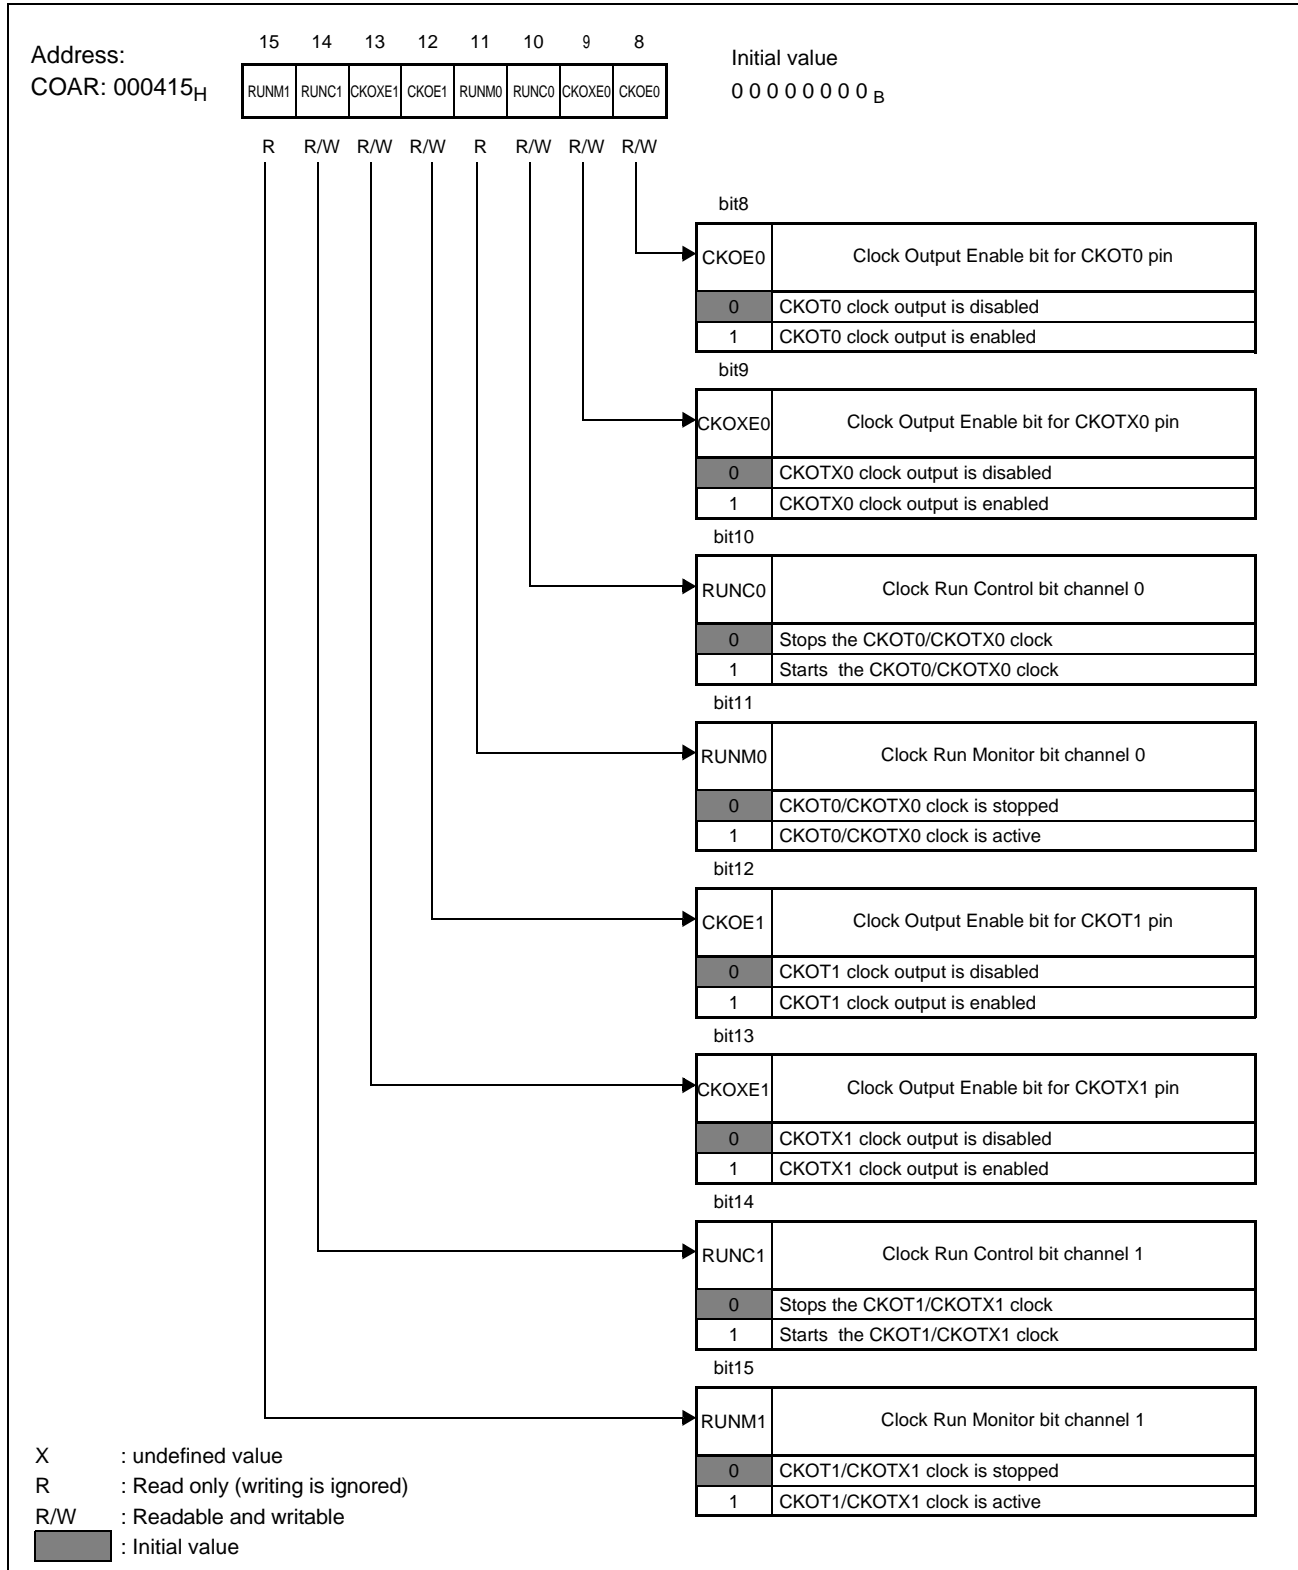 Address:
COAR: 000415H
15 14 13 12 11 10 9 8
RUNM1 RUNC1 CKOXE1 CKOE1 RUNM0 RUNC0 CKOXE0 CKOE0
R R/W R/W R/W R R/W R/W R/W
Initial value
0 0 0 0 0 0 0 0 B
bit8
CKOE0 Clock Output Enable bit for CKOT0 pin
0 CKOT0 clock output is disabled
1 CKOT0 clock output is enabled
bit9
CKOXE0 Clock Output Enable bit for CKOTX0 pin
0 CKOTX0 clock output is disabled
1 CKOTX0 clock output is enabled
bit10
RUNC0 Clock Run Control bit channel 0
0 Stops the CKOT0/CKOTX0 clock
1 Starts the CKOT0/CKOTX0 clock
bit11
RUNM0 Clock Run Monitor bit channel 0
0 CKOT0/CKOTX0 clock is stopped
1 CKOT0/CKOTX0 clock is active
bit12
CKOE1 Clock Output Enable bit for CKOT1 pin
0 CKOT1 clock output is disabled
1 CKOT1 clock output is enabled
bit13
CKOXE1 Clock Output Enable bit for CKOTX1 pin
0 CKOTX1 clock output is disabled
1 CKOTX1 clock output is enabled
bit14
RUNC1 Clock Run Control bit channel 1
0 Stops the CKOT1/CKOTX1 clock
1 Starts the CKOT1/CKOTX1 clock
bit15
RUNM1 Clock Run Monitor bit channel 1
0 CKOT1/CKOTX1 clock is stopped
1 CKOT1/CKOTX1 clock is active
X : undefined value
R : Read only (writing is ignored)
R/W : Readable and writable
: Initial value